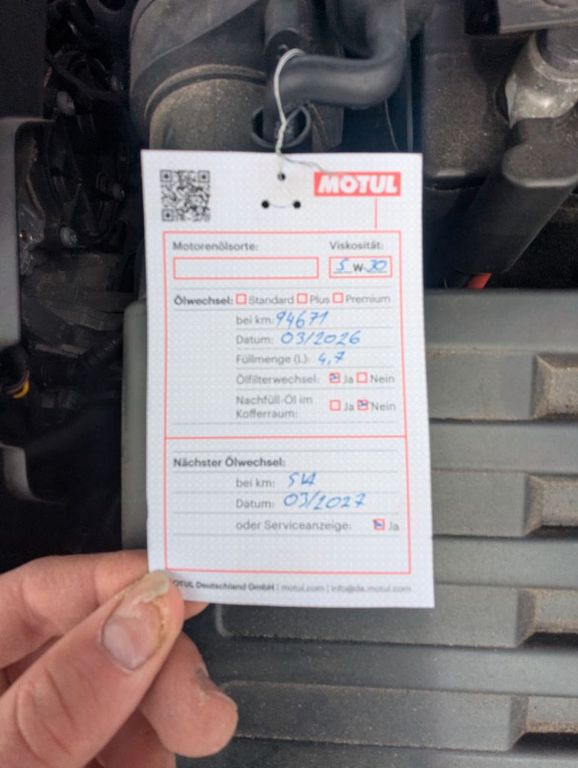 MOTUL
Motorenölsorte: Viskosität:
5 W-30
Ölwechsel: Standard Plus Premium
bei km: 94671
Datum: 03/2026
Füllmenge (L): 4,7
Ölfilterwechsel: Ja Nein
Nachfüll-Öl im
Kofferraum: Ja Nein
Nächster Ölwechsel:
bei km:
Datum: 03/2027
oder Serviceanzeige: Ja
MOTUL Deutschland GmbH | motul.com | info@de.motul.com